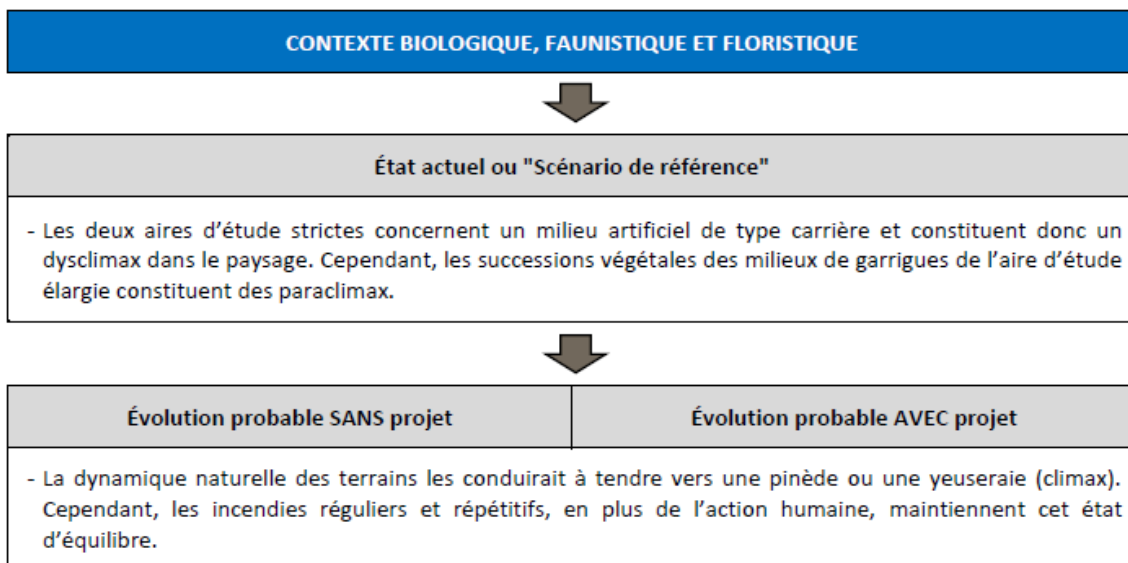 CONTEXTE BIOLOGIQUE, FAUNISTIQUE ET FLORISTIQUE
État actuel ou "Scénario de référence"
- Les deux aires d'étude strictes concernent un milieu artificiel de type carrière et constituent donc un
dysclimax dans le paysage. Cependant, les successions végétales des milieux de garrigues de l'aire d'étude
élargie constituent des paraclimax.
Évolution probable SANS projet
Évolution probable AVEC projet
- La dynamique naturelle des terrains les conduirait à tendre vers une pinède ou une yeuseraie (climax).
Cependant, les incendies réguliers et répétitifs, en plus de l'action humaine, maintiennent cet état
d'équilibre.